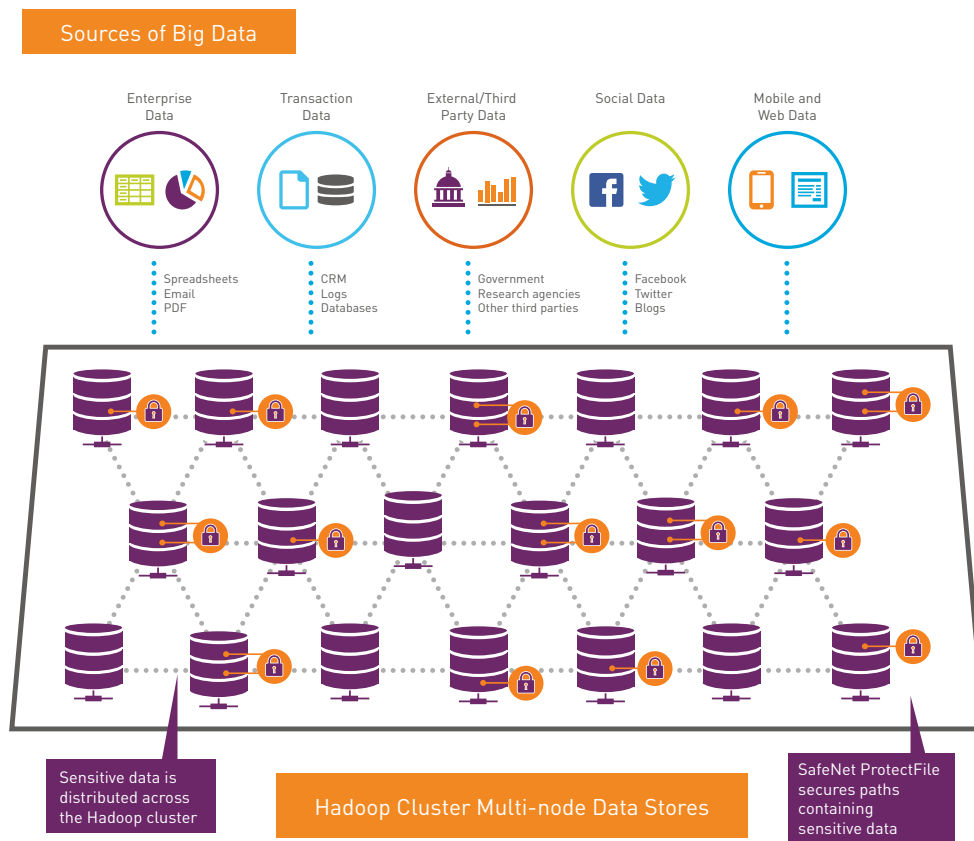 Sources of Big Data
Enterprise
Data
Transaction
Data
External/Third
Party Data
Social Data
Mobile and
Web Data
Spreadsheets
Email
PDF
CRM
Logs
Databases
Government
Research agencies
Other third parties
Facebook
Twitter
Blogs
Sensitive data is
distributed across
the Hadoop cluster
Hadoop Cluster Multi-node Data Stores
SafeNet ProtectFile
secures paths
containing
sensitive data